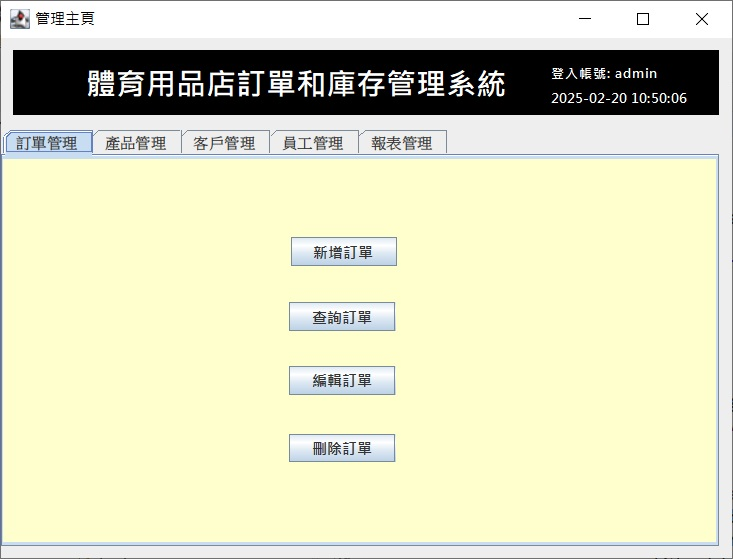 管理主頁
體育用品店訂單和庫存管理系統
登入帳號: admin
2025-02-20 10:50:06
訂單管理 產品管理 客戶管理 員工管理 報表管理
新增訂單
查詢訂單
編輯訂單
刪除訂單